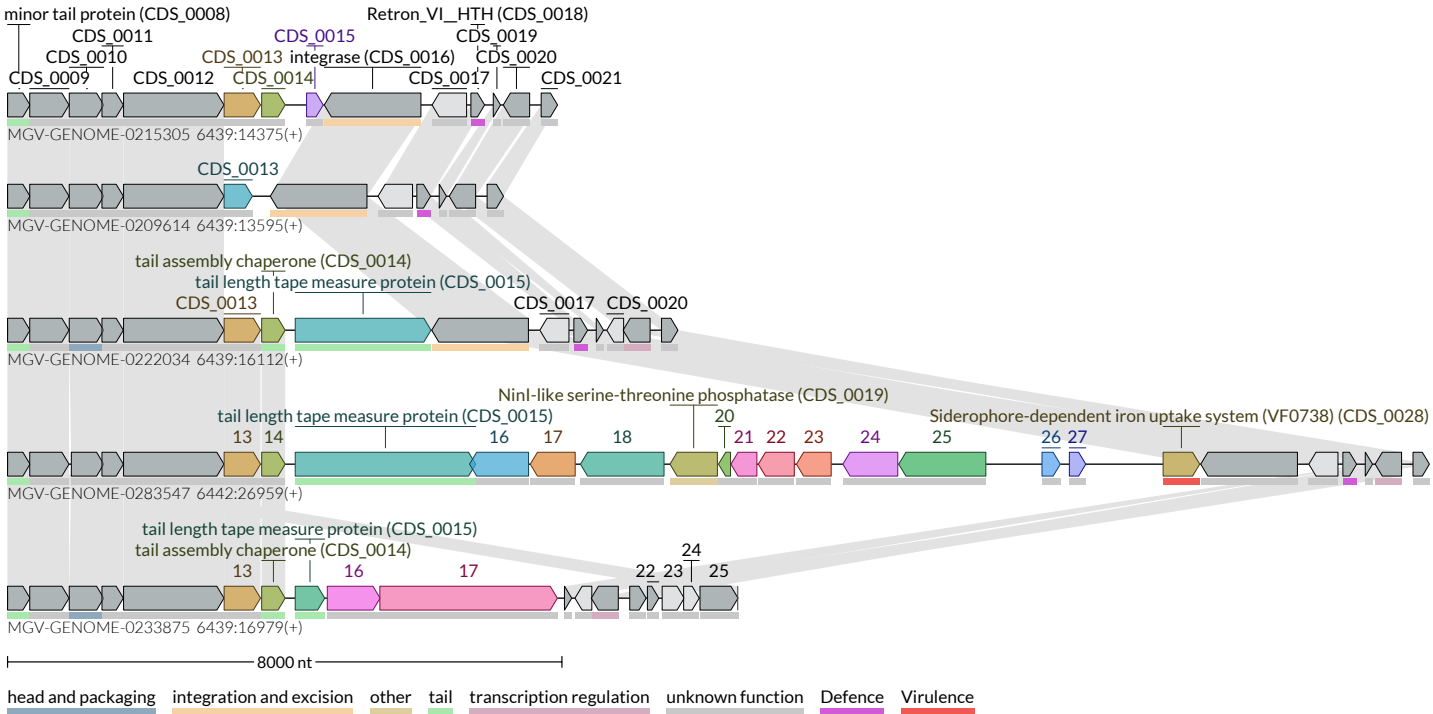 minor tail protein (CDS_0008) Retron_VI__HTH (CDS_0018)
CDS_0011 CDS_0015 CDS_0019
CDS_0010 CDS_0013 integrase (CDS_0016) CDS_0020
CDS_0009 CDS_0012 CDS_0014 CDS_0017 CDS_0021
MGV-GENOME-0215305 6439:14375(+)
CDS_0013
MGV-GENOME-0209614 6439:13595(+)
tail assembly chaperone (CDS_0014)
tail length tape measure protein (CDS_0015)
CDS_0013 CDS_0017 CDS_0020
MGV-GENOME-0222034 6439:16112(+)
NinI-like serine-threonine phosphatase (CDS_0019)
tail length tape measure protein (CDS_0015) 20 Siderophore-dependent iron uptake system (VF0738) (CDS_0028)
13 14 16 17 18 21 22 23 24 25 26 27
MGV-GENOME-0283547 6442:26959(+)
tail length tape measure protein (CDS_0015)
tail assembly chaperone (CDS_0014) 24
13 16 17 22 23 25
MGV-GENOME-0233875 6439:16979(+)
8000 nt
head and packaging integration and excision other tail transcription regulation unknown function Defence Virulence